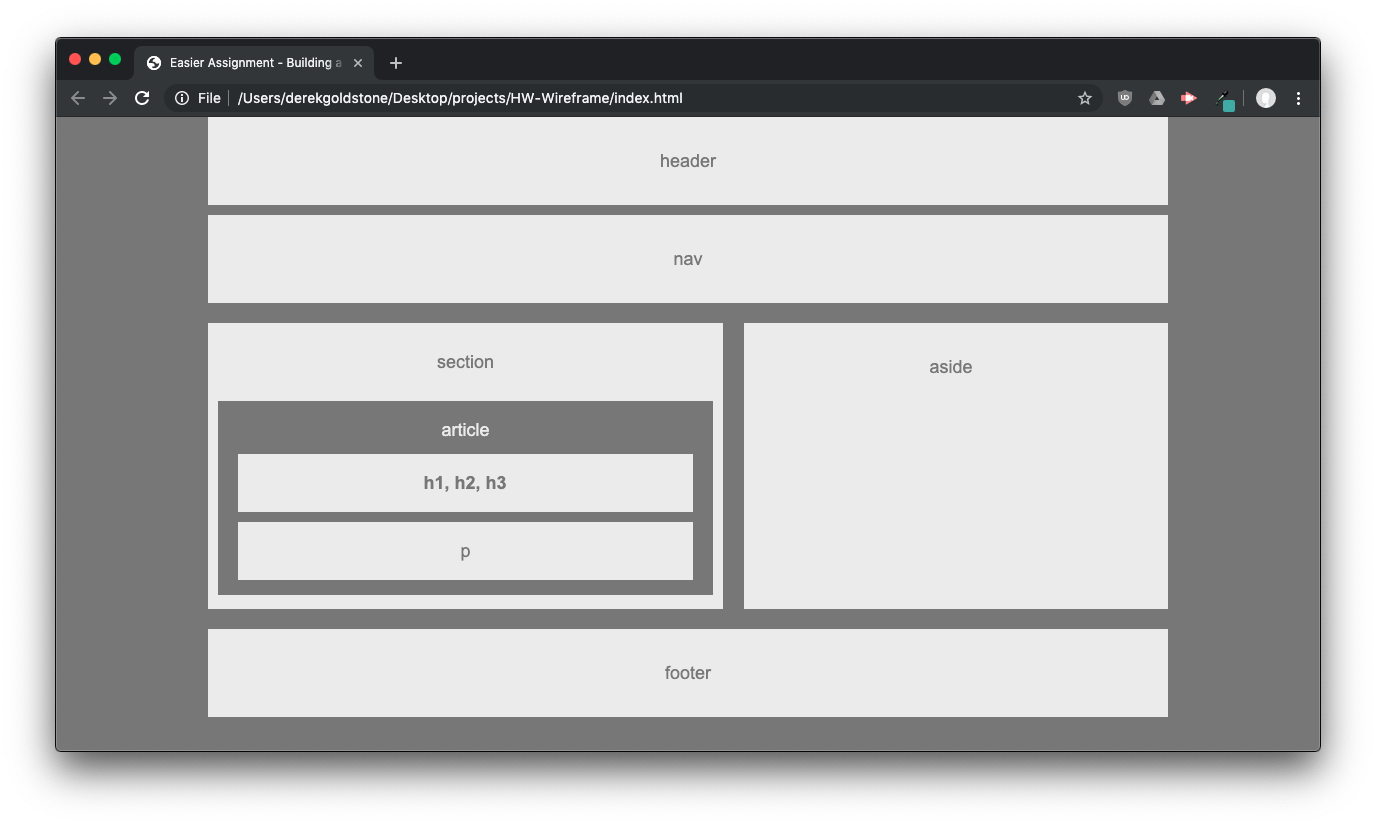 Easier Assignment - Building a
File
/Users/derekgoldstone/Desktop/projects/HW-Wireframe/index.html
header
nav
section
aside
article
h1, h2, h3
p
footer